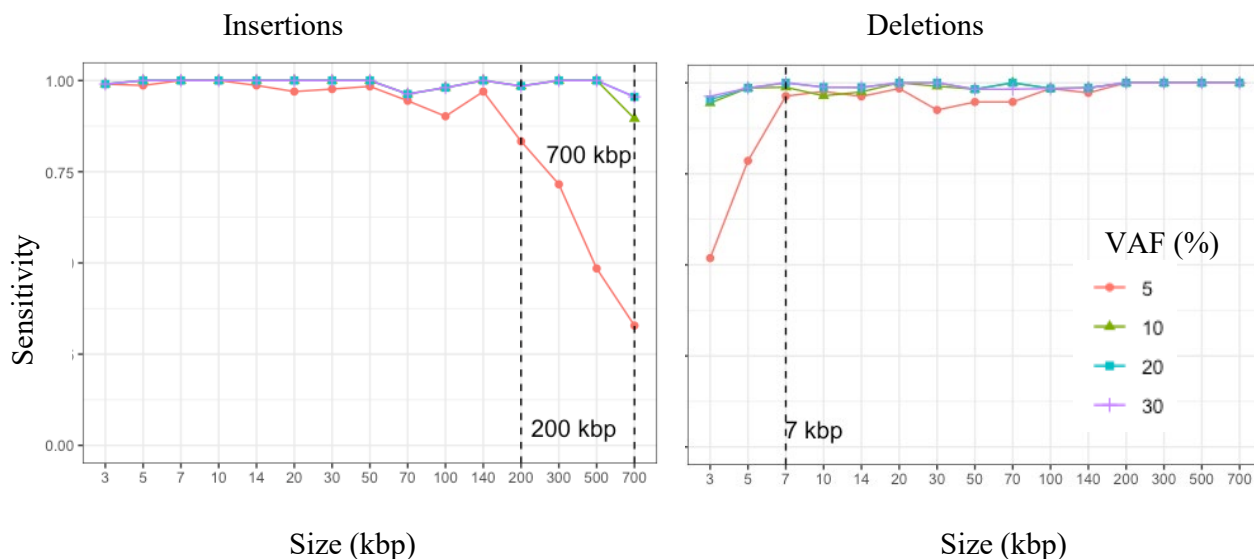 Insertions
Deletions
1.00
700 kbp
0.75
VAF (%)
5
10
20
30
Sensitivity
200 kbp
7 kbp
0.00
3 5 7 10 14 20 30 50 70 100 140 200 300 500 700
3 5 7 10 14 20 30 50 70 100 140 200 300 500 700
Size (kbp)
Size (kbp)